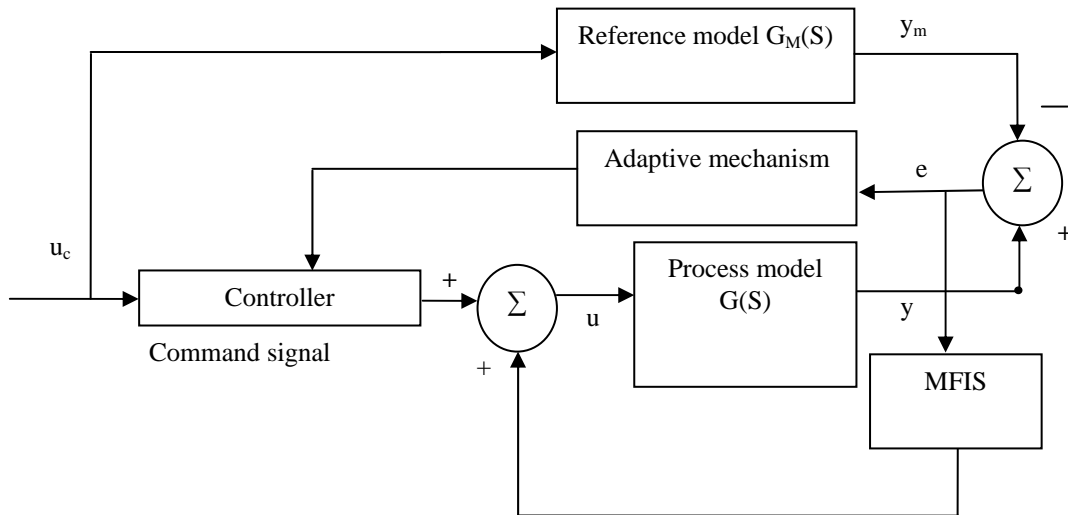 Reference model G_M(S)
y_m
—
Adaptive mechanism
e
Σ
+
u_c
Process model
G(S)
+
Controller
Σ
u
y
Command signal
+
MFIS